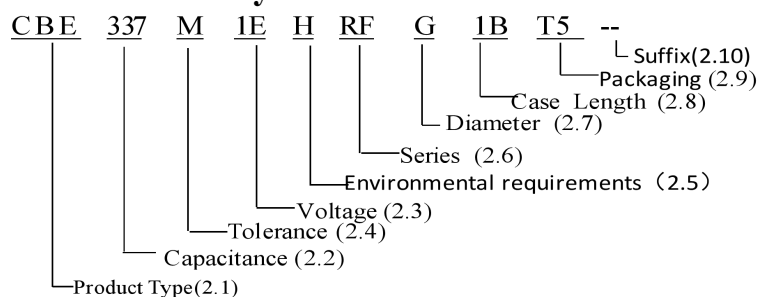 CBE 337 M 1E H RF G 1B T5 --
Suffix(2.10)
Packaging (2.9)
Case Length (2.8)
Diameter (2.7)
Series (2.6)
Environmental requirements（2.5）
Voltage (2.3)
Tolerance (2.4)
Capacitance (2.2)
Product Type(2.1)